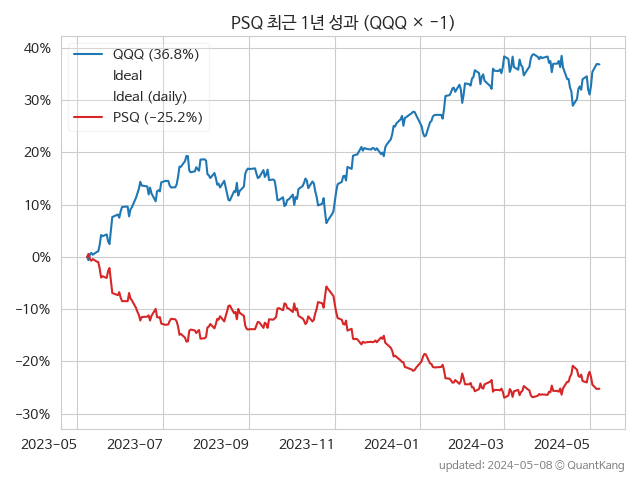 PSQ 최근 1년 성과 (QQQ × −1)
QQQ (36.8%)
Ideal
Ideal (daily)
PSQ (−25.2%)
40%
30%
20%
10%
0%
−10%
−20%
−30%
2023-05 2023-07 2023-09 2023-11 2024-01 2024-03 2024-05
updated: 2024-05-08 © QuantKang